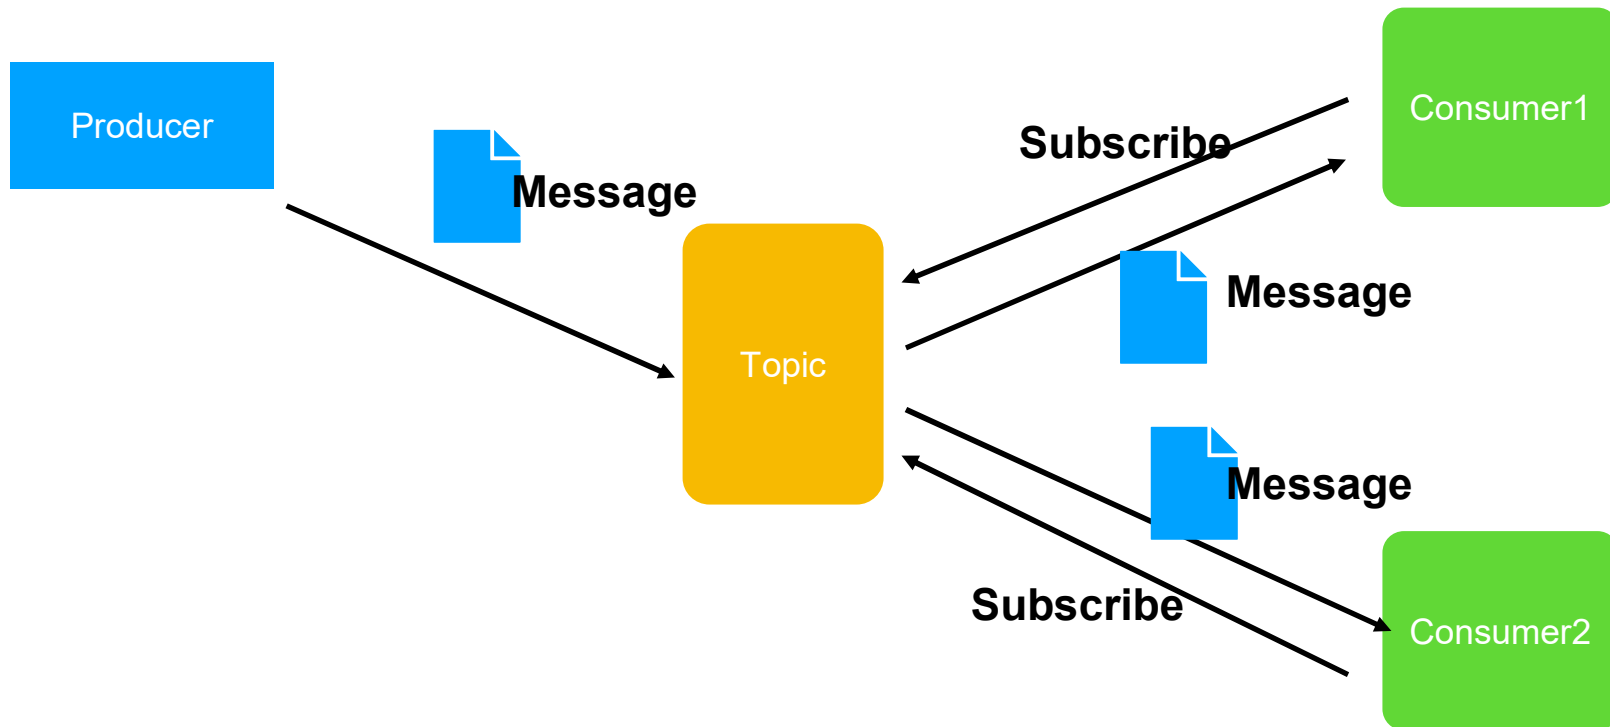 Producer
Message
Topic
Subscribe
Consumer1
Message
Message
Subscribe
Consumer2